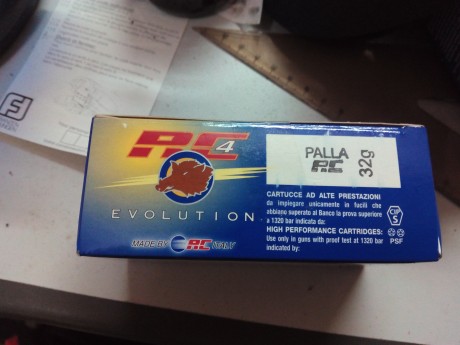 RC4
EVOLUTION
MADE BY RC ITALY
PALLA
RC
32g
CARTUCCE AD ALTE PRESTAZIONI
da impiegare unicamente in fucili che
abbiano superato al Banco la prova superiore
a 1320 bar indicata da:
HIGH PERFORMANCE CARTRIDGES:
Use only in guns with proof test at 1320 bar
indicated by:
CIP
S
PSF